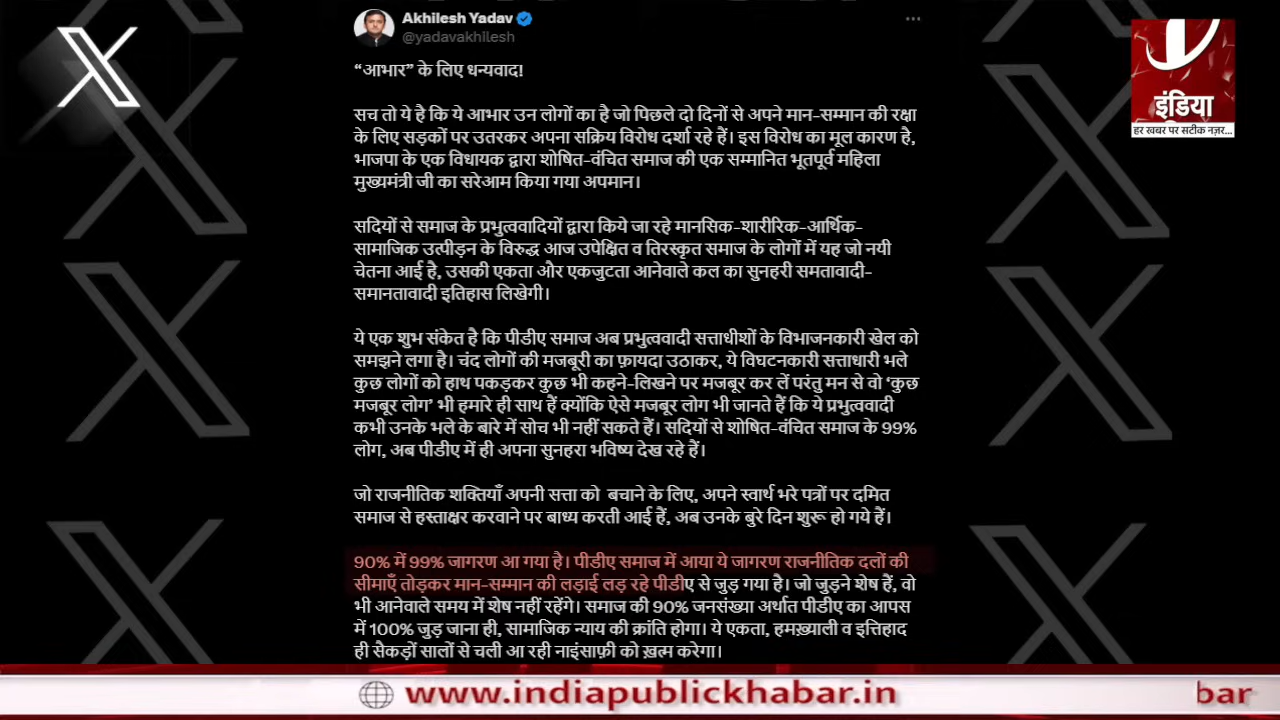 Akhilesh Yadav
@yadavakhilesh
“आभार” के लिए धन्यवाद!
सच तो ये है कि ये आभार उन लोगों का है जो पिछले दो दिनों से अपने मान-सम्मान की रक्षा
के लिए सड़कों पर उतरकर अपना सक्रिय विरोध दर्शा रहे हैं। इस विरोध का मूल कारण है,
भाजपा के एक विधायक द्वारा शोषित-वंचित समाज की एक सम्मानित भूतपूर्व महिला
मुख्यमंत्री जी का सरेआम किया गया अपमान।
सदियों से समाज के प्रभुत्ववादियों द्वारा किये जा रहे मानसिक-शारीरिक-आर्थिक-
सामाजिक उत्पीड़न के विरुद्ध आज उपेक्षित व तिरस्कृत समाज के लोगों में यह जो नयी
चेतना आई है, उसकी एकता और एकजुटता आनेवाले कल का सुनहरी समतावादी-
समानतावादी इतिहास लिखेगी।
ये एक शुभ संकेत है कि पीडीए समाज अब प्रभुत्ववादी सत्ताधीशों के विभाजनकारी खेल को
समझने लगा है। चंद लोगों की मजबूरी का फ़ायदा उठाकर, ये विघटनकारी सत्ताधारी भले
कुछ लोगों को हाथ पकड़कर कुछ भी कहने-लिखने पर मजबूर कर लें परंतु मन से वो ‘कुछ
मजबूर लोग’ भी हमारे ही साथ हैं क्योंकि ऐसे मजबूर लोग भी जानते हैं कि ये प्रभुत्ववादी
कभी उनके भले के बारे में सोच भी नहीं सकते हैं। सदियों से शोषित-वंचित समाज के 99%
लोग, अब पीडीए में ही अपना सुनहरा भविष्य देख रहे हैं।
जो राजनीतिक शक्तियाँ अपनी सत्ता को बचाने के लिए, अपने स्वार्थ भरे पत्रों पर दमित
समाज से हस्ताक्षर करवाने पर बाध्य करती आई हैं, अब उनके बुरे दिन शुरू हो गये हैं।
90% में 99% जागरण आ गया है। पीडीए समाज में आया ये जागरण राजनीतिक दलों की
सीमाएँ तोड़कर मान-सम्मान की लड़ाई लड़ रहे पीडीए से जुड़ गया है। जो जुड़ने शेष हैं, वो
भी आनेवाले समय में शेष नहीं रहेंगे। समाज की 90% जनसंख्या अर्थात पीडीए का आपस
में 100% जुड़ जाना ही, सामाजिक न्याय की क्रांति होगा। ये एकता, हमख़्याली व इत्तिहाद
ही सैकड़ों सालों से चली आ रही नाइंसाफ़ी को ख़त्म करेगा।
इंडिया
हर खबर पर सटीक नज़र...
www.indiapublickhabar.in
bar